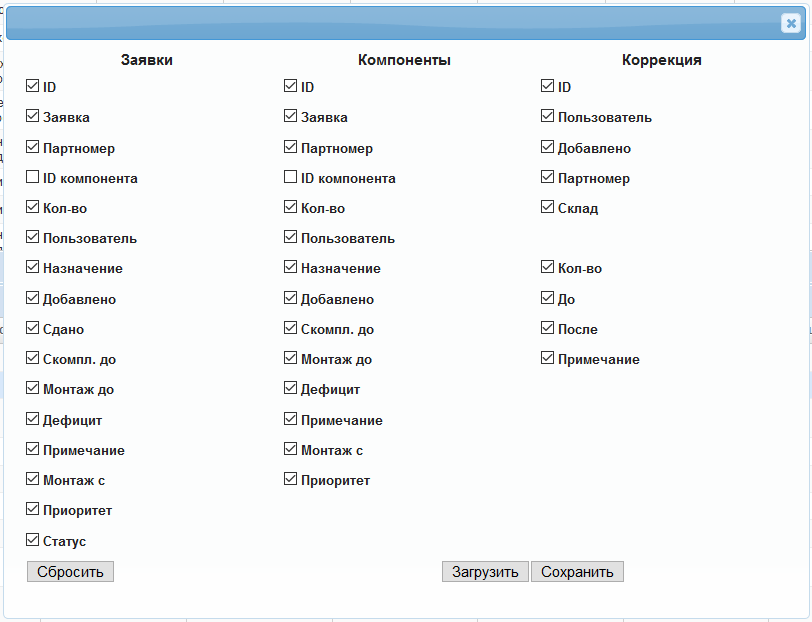 Заявки Компоненты Коррекция
ID ID ID
Заявка Заявка Пользователь
Партномер Партномер Добавлено
ID компонента ID компонента Партномер
Кол-во Кол-во Склад
Пользователь Пользователь
Назначение Назначение Кол-во
Добавлено Добавлено До
Сдано Скомпл. до После
Скомпл. до Монтаж до Примечание
Монтаж до Дефицит
Дефицит Примечание
Примечание Монтаж с
Монтаж с Приоритет
Приоритет
Статус
Сбросить Загрузить Сохранить